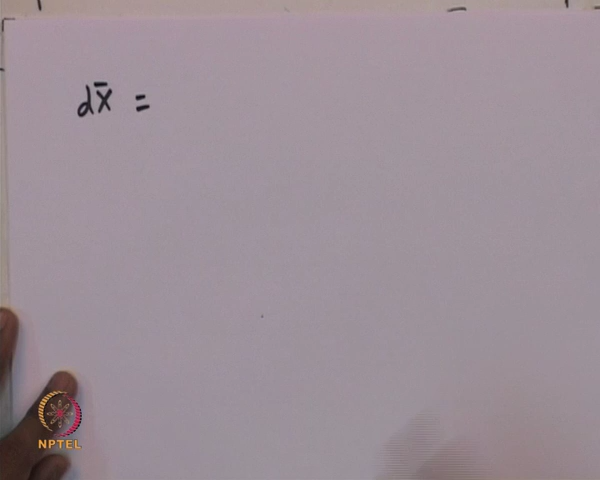 dx̄ =
NPTEL